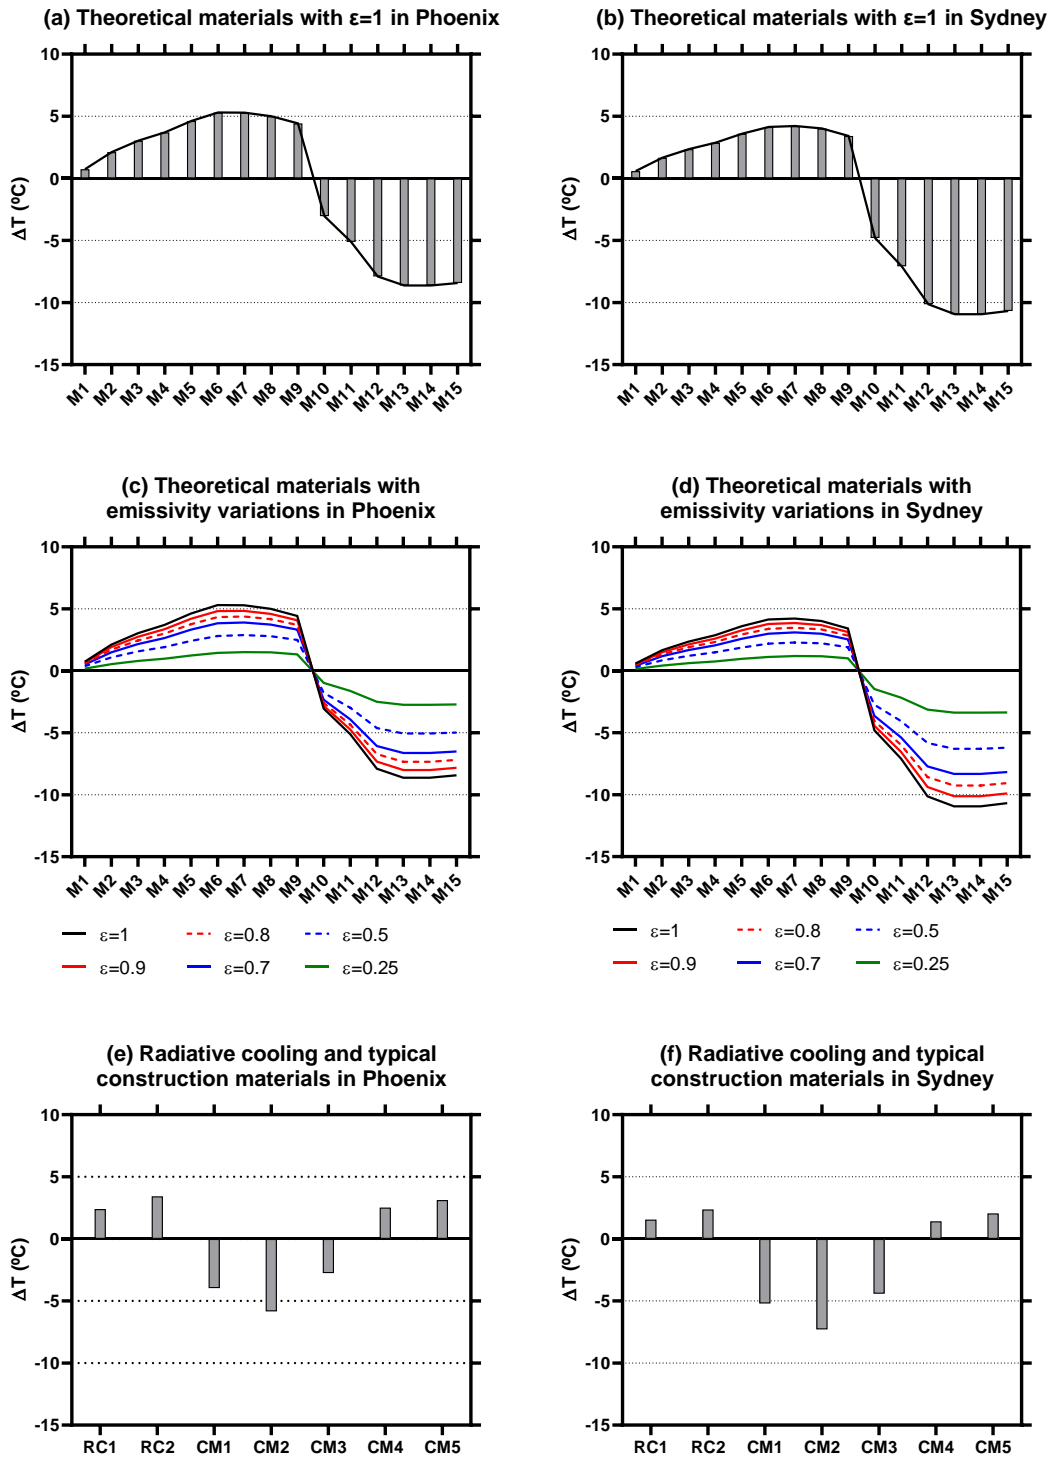 (a) Theoretical materials with ε=1 in Phoenix
10
5
0
-5
-10
-15
ΔT (ºC)
M1 M2 M3 M4 M5 M6 M7 M8 M9 M10 M11 M12 M13 M14 M15
(b) Theoretical materials with ε=1 in Sydney
10
5
0
-5
-10
-15
ΔT (ºC)
M1 M2 M3 M4 M5 M6 M7 M8 M9 M10 M11 M12 M13 M14 M15
(c) Theoretical materials with
emissivity variations in Phoenix
10
5
0
-5
-10
-15
ΔT (ºC)
M1 M2 M3 M4 M5 M6 M7 M8 M9 M10 M11 M12 M13 M14 M15
ε=1 ε=0.8 ε=0.5
ε=0.9 ε=0.7 ε=0.25
(d) Theoretical materials with
emissivity variations in Sydney
10
5
0
-5
-10
-15
ΔT (ºC)
M1 M2 M3 M4 M5 M6 M7 M8 M9 M10 M11 M12 M13 M14 M15
ε=1 ε=0.8 ε=0.5
ε=0.9 ε=0.7 ε=0.25
(e) Radiative cooling and typical
construction materials in Phoenix
10
5
0
-5
-10
-15
ΔT (ºC)
RC1 RC2 CM1 CM2 CM3 CM4 CM5
(f) Radiative cooling and typical
construction materials in Sydney
10
5
0
-5
-10
-15
ΔT (ºC)
RC1 RC2 CM1 CM2 CM3 CM4 CM5